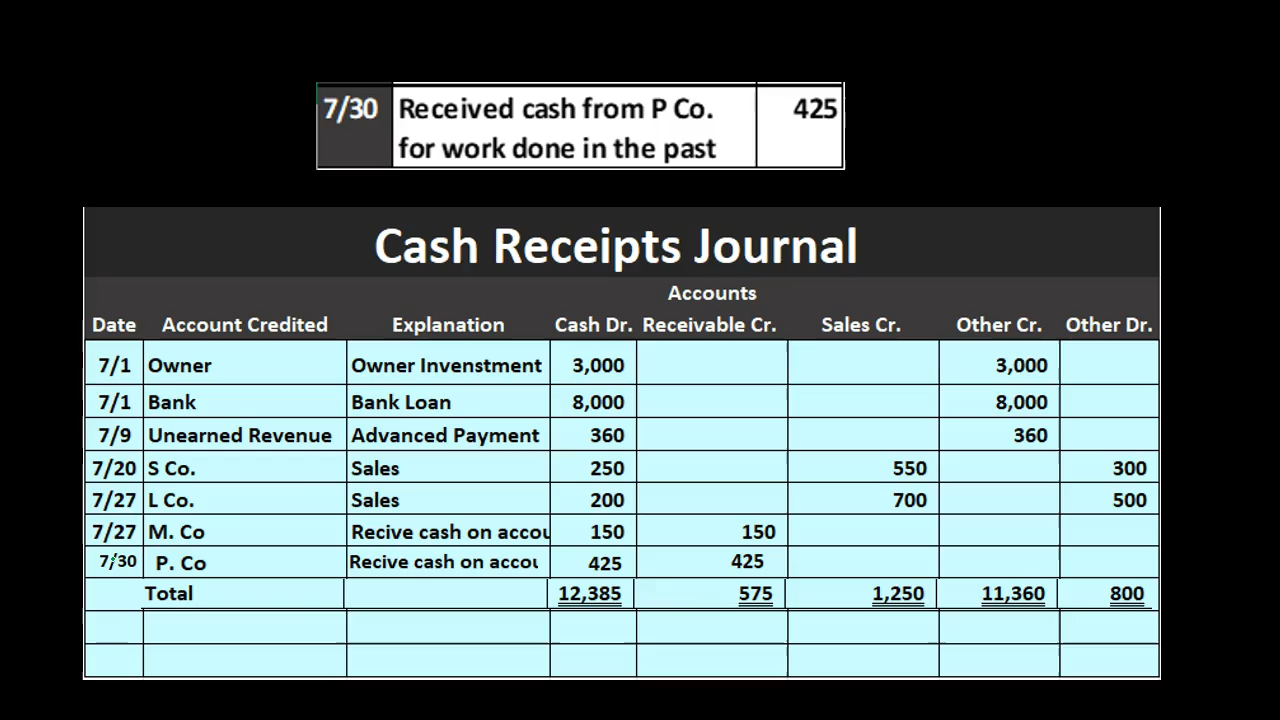 7/30 Received cash from P Co. 425
for work done in the past
Cash Receipts Journal
Accounts
Date Account Credited Explanation Cash Dr. Receivable Cr. Sales Cr. Other Cr. Other Dr.
7/1 Owner Owner Invenstment 3,000 3,000
7/1 Bank Bank Loan 8,000 8,000
7/9 Unearned Revenue Advanced Payment 360 360
7/20 S Co. Sales 250 550 300
7/27 L Co. Sales 200 700 500
7/27 M. Co Recive cash on accou 150 150
7/30 P. Co Recive cash on accou 425 425
Total 12,385 575 1,250 11,360 800